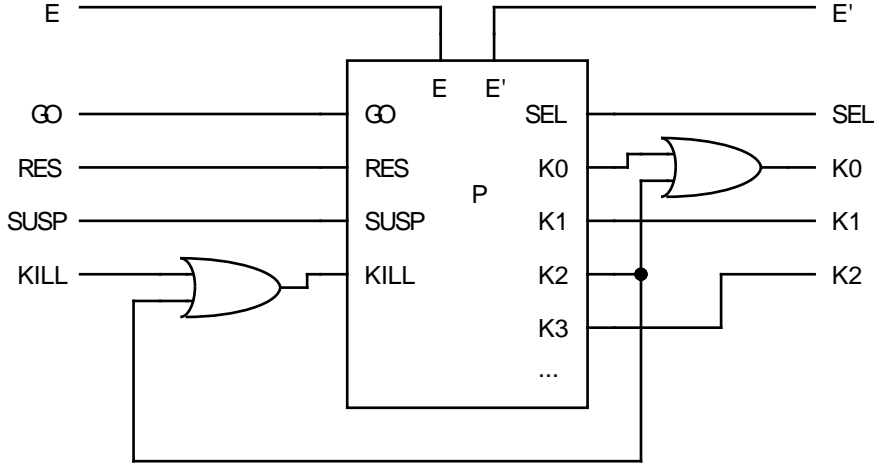 E E'
E E'
GO GO SEL SEL
RES RES K0 K0
P
SUSP SUSP K1 K1
KILL KILL K2 K2
K3
...